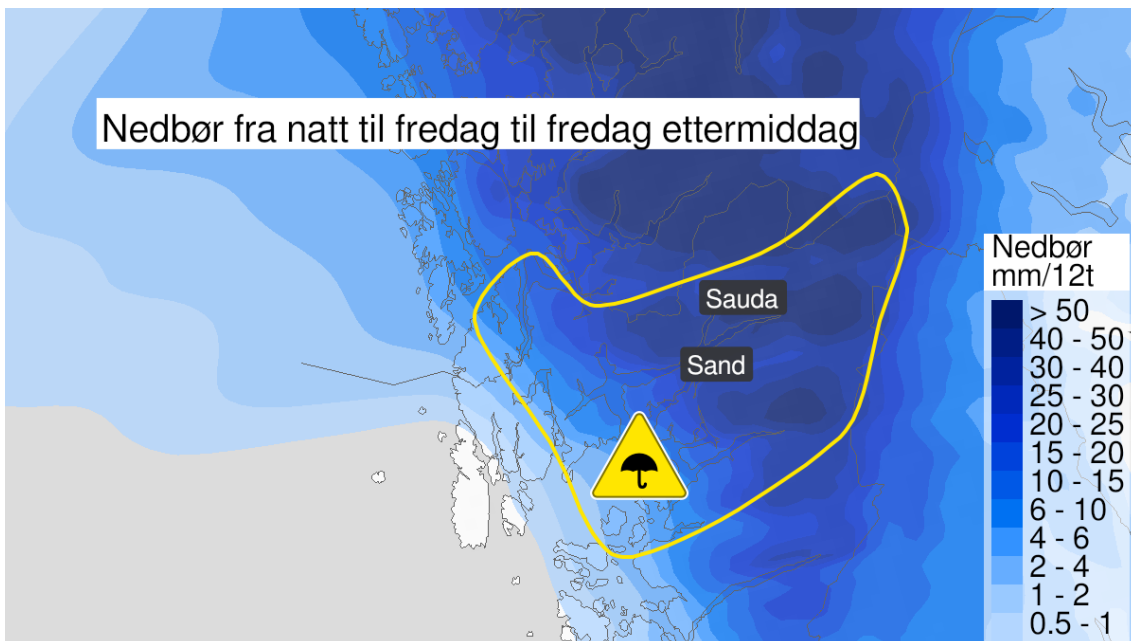 Nedbør fra natt til fredag til fredag ettermiddag
Sauda
Sand
Nedbør
mm/12t
> 50
40 - 50
30 - 40
25 - 30
20 - 25
15 - 20
10 - 15
6 - 10
4 - 6
2 - 4
1 - 2
0.5 - 1